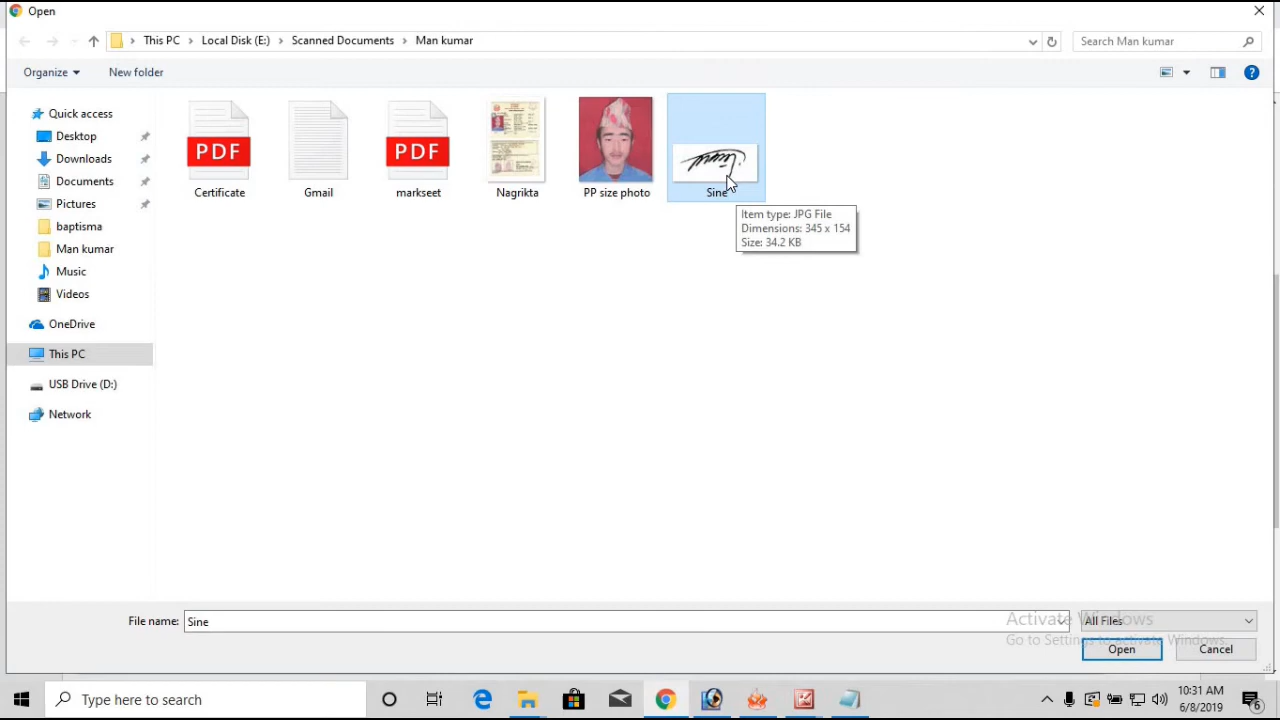 Open
This PC > Local Disk (E:) > Scanned Documents > Man kumar
Search Man kumar
Organize
New folder
Quick access
Desktop
Downloads
Documents
Pictures
baptisma
Man kumar
Music
Videos
OneDrive
This PC
USB Drive (D:)
Network
PDF
Certificate
Gmail
PDF
markseet
Nagrikta
PP size photo
Sine
Item type: JPG File
Dimensions: 345 x 154
Size: 34.2 KB
File name:
Sine
All Files
Activate Windows
Go to Settings to activate Windows.
Open
Cancel
Type here to search
10:31 AM
6/8/2019
6